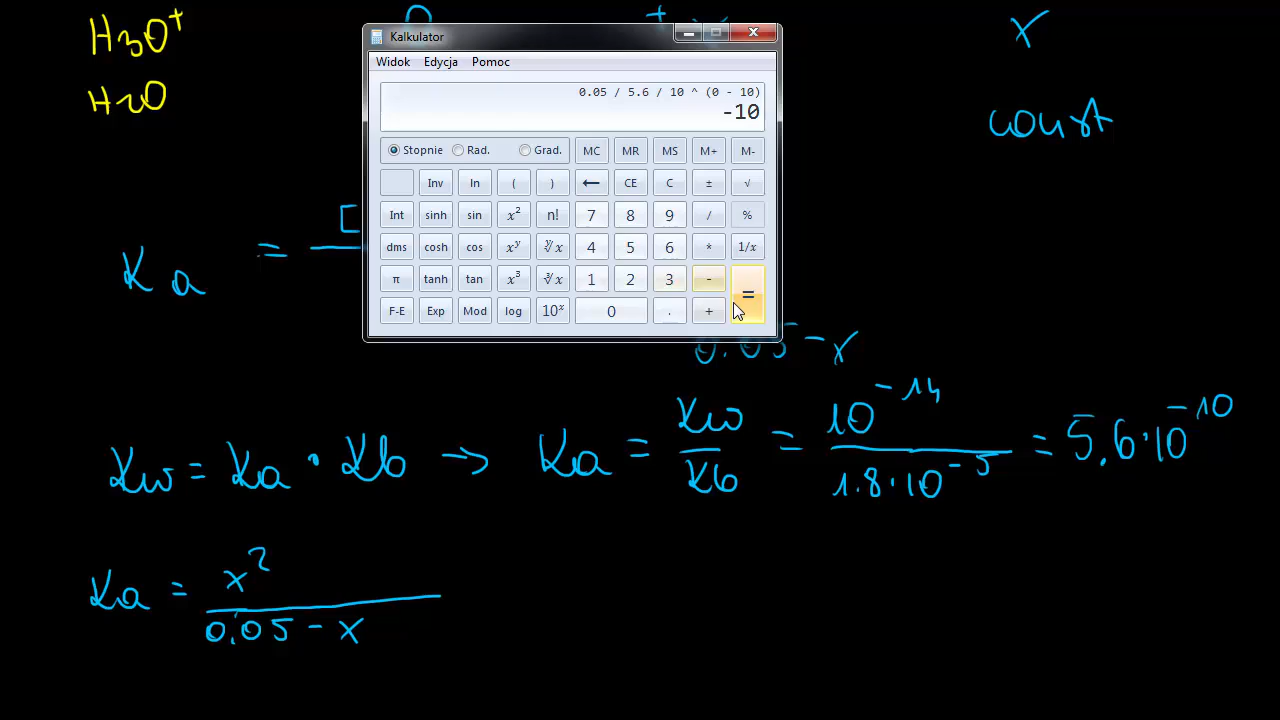 H3O+
x
H2O
const
Kalkulator
Widok Edycja Pomoc
0.05 / 5.6 / 10 ^ (0 - 10)
-10
Stopnie Rad. Grad. MC MR MS M+ M-
Inv ln ( ) ← CE C ± √
Int sinh sin x² n! 7 8 9 / %
dms cosh cos xʸ ʸ√x 4 5 6 * 1/x
π tanh tan x³ ³√x 1 2 3 - =
F-E Exp Mod log 10ˣ 0 . +
Ka = [
0.05 - x
Kw = Ka · Kb → Ka = Kw/Kb = 10^-14/1.8·10^-5 = 5.6·10^-10
Ka = x²/0.05 - x